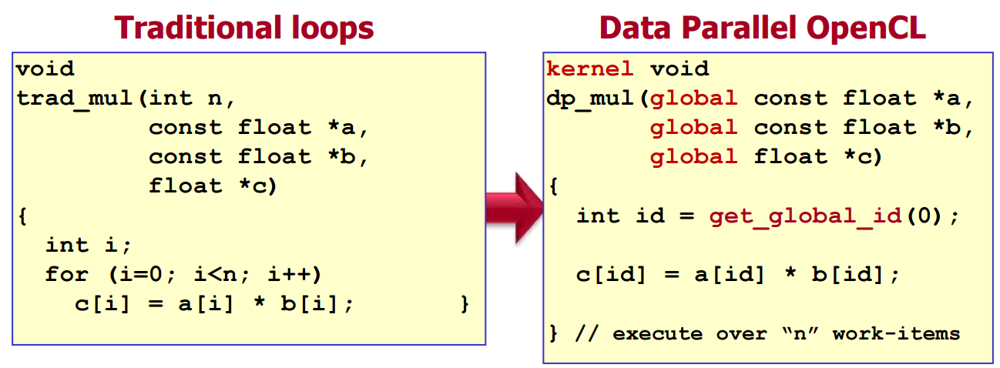 Traditional loops
void
trad_mul(int n,
         const float *a,
         const float *b,
         float *c)
{
  int i;
  for (i=0; i<n; i++)
    c[i] = a[i] * b[i];       }
Data Parallel OpenCL
kernel void
dp_mul(global const float *a,
       global const float *b,
       global float *c)
{
  int id = get_global_id(0);
  c[id] = a[id] * b[id];
} // execute over “n” work-items